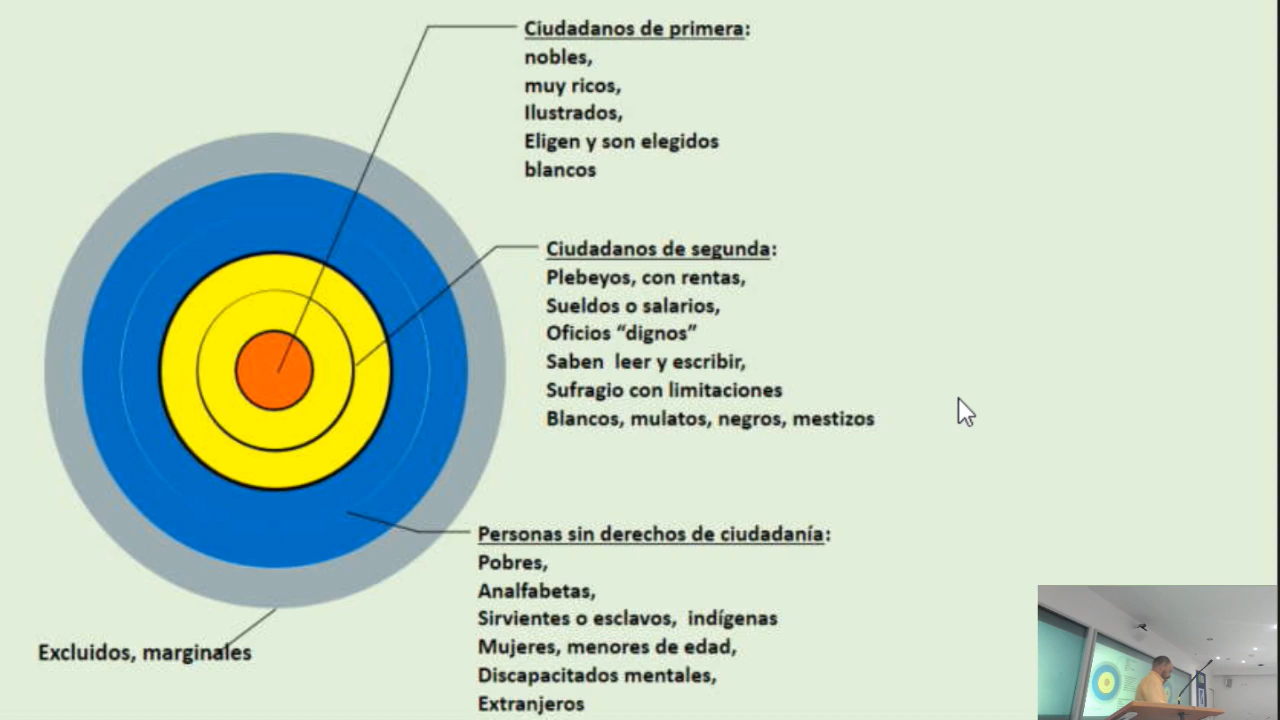 Ciudadanos de primera:
nobles,
muy ricos,
Ilustrados,
Eligen y son elegidos
blancos
Ciudadanos de segunda:
Plebeyos, con rentas,
Sueldos o salarios,
Oficios “dignos”
Saben leer y escribir,
Sufragio con limitaciones
Blancos, mulatos, negros, mestizos
Personas sin derechos de ciudadanía:
Pobres,
Analfabetas,
Sirvientes o esclavos, indígenas
Mujeres, menores de edad,
Discapacitados mentales,
Extranjeros
Excluidos, marginales